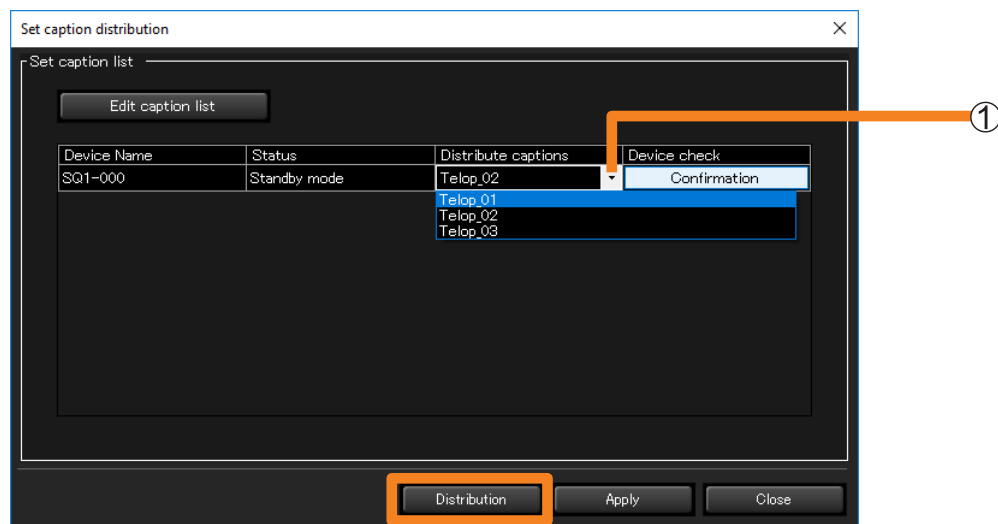 Set caption distribution
Set caption list
Edit caption list
Device Name Status Distribute captions Device check
SQ1-000 Standby mode Telop_02 Confirmation
Telop_01
Telop_02
Telop_03
①
Distribution Apply Close